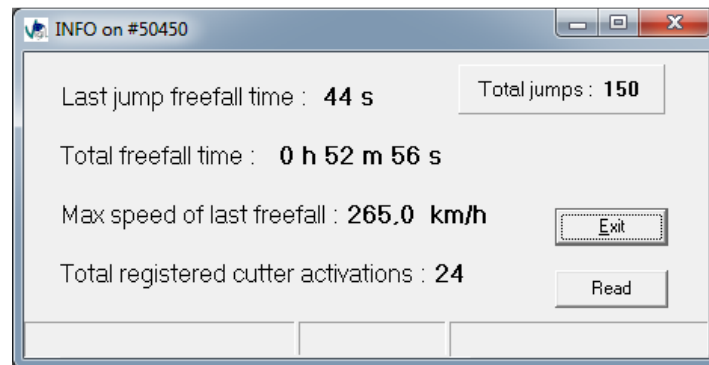 INFO on #50450
Last jump freefall time : 44 s
Total jumps : 150
Total freefall time : 0 h 52 m 56 s
Max speed of last freefall : 265,0 km/h
Exit
Total registered cutter activations : 24
Read